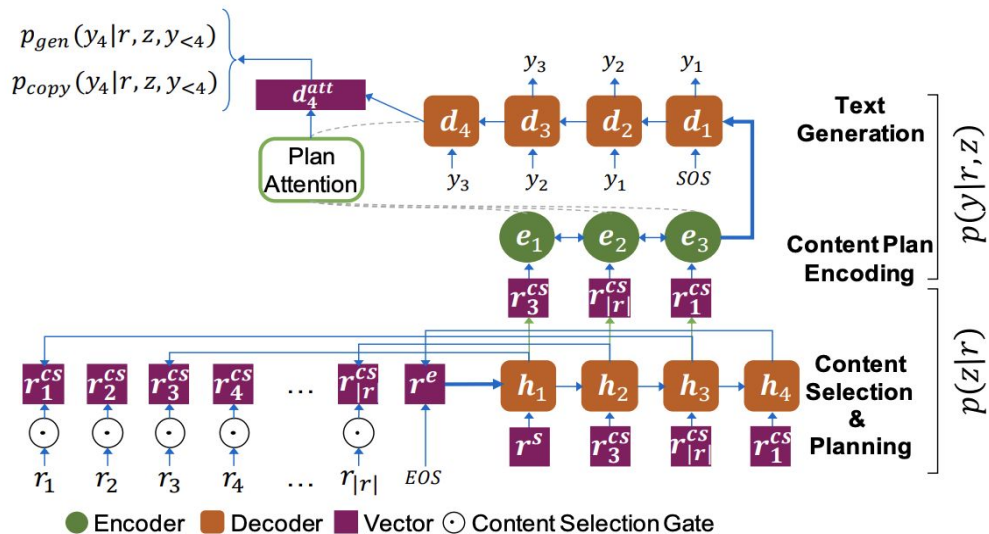 p_gen(y_4|r, z, y_{<4})
p_copy(y_4|r, z, y_{<4})
d_4^{att}
Plan
Attention
y_3 y_2 y_1
d_4 d_3 d_2 d_1
y_3 y_2 y_1 SOS
Text
Generation
e_1 e_2 e_3
Content Plan
Encoding
p(y|r, z)
r_3^{cs} r_{|r|}^{cs} r_1^{cs}
r_1^{cs} r_2^{cs} r_3^{cs} r_4^{cs} ... r_{|r|}^{cs} r^e
h_1 h_2 h_3 h_4
r^s r_3^{cs} r_{|r|}^{cs} r_1^{cs}
r_1 r_2 r_3 r_4 ... r_{|r|} EOS
Content
Selection
&
Planning
p(z|r)
Encoder Decoder Vector Content Selection Gate